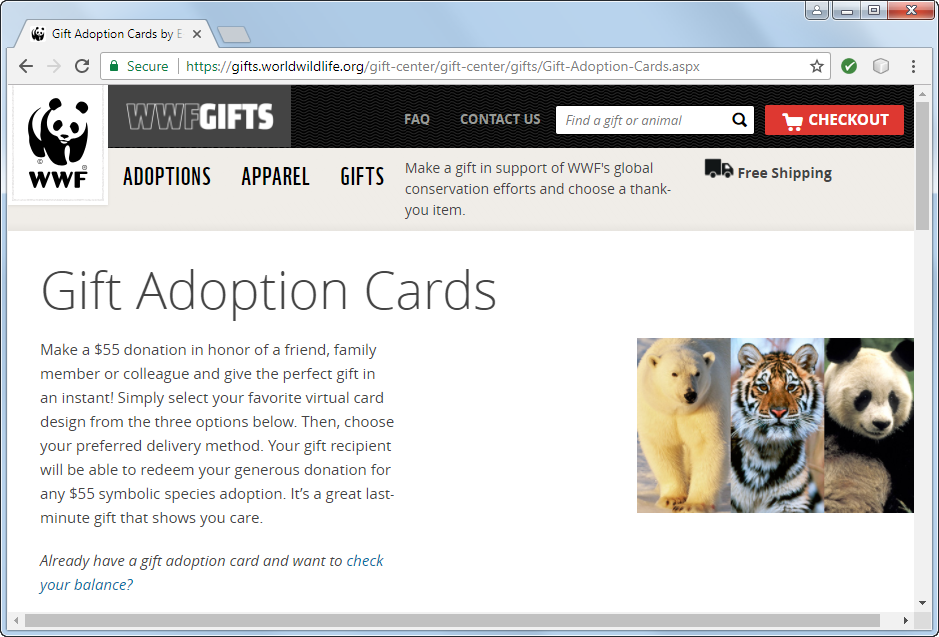 Gift Adoption Cards by E
Secure
https://gifts.worldwildlife.org/gift-center/gift-center/gifts/Gift-Adoption-Cards.aspx
WWFGIFTS
FAQ
CONTACT US
Find a gift or animal
CHECKOUT
© ®
WWF
ADOPTIONS
APPAREL
GIFTS
Make a gift in support of WWF's global
conservation efforts and choose a thank-
you item.
Free Shipping
Gift Adoption Cards
Make a $55 donation in honor of a friend, family
member or colleague and give the perfect gift in
an instant! Simply select your favorite virtual card
design from the three options below. Then, choose
your preferred delivery method. Your gift recipient
will be able to redeem your generous donation for
any $55 symbolic species adoption. It’s a great last-
minute gift that shows you care.
Already have a gift adoption card and want to check
your balance?